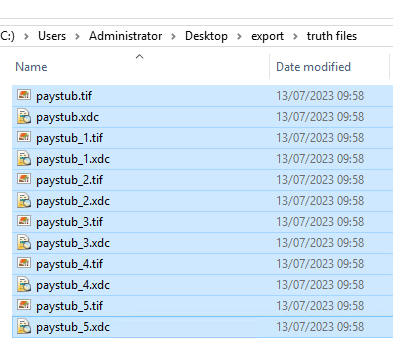 C:) > Users > Administrator > Desktop > export > truth files
Name Date modified
paystub.tif 13/07/2023 09:58
paystub.xdc 13/07/2023 09:58
paystub_1.tif 13/07/2023 09:58
paystub_1.xdc 13/07/2023 09:58
paystub_2.tif 13/07/2023 09:58
paystub_2.xdc 13/07/2023 09:58
paystub_3.tif 13/07/2023 09:58
paystub_3.xdc 13/07/2023 09:58
paystub_4.tif 13/07/2023 09:58
paystub_4.xdc 13/07/2023 09:58
paystub_5.tif 13/07/2023 09:58
paystub_5.xdc 13/07/2023 09:58